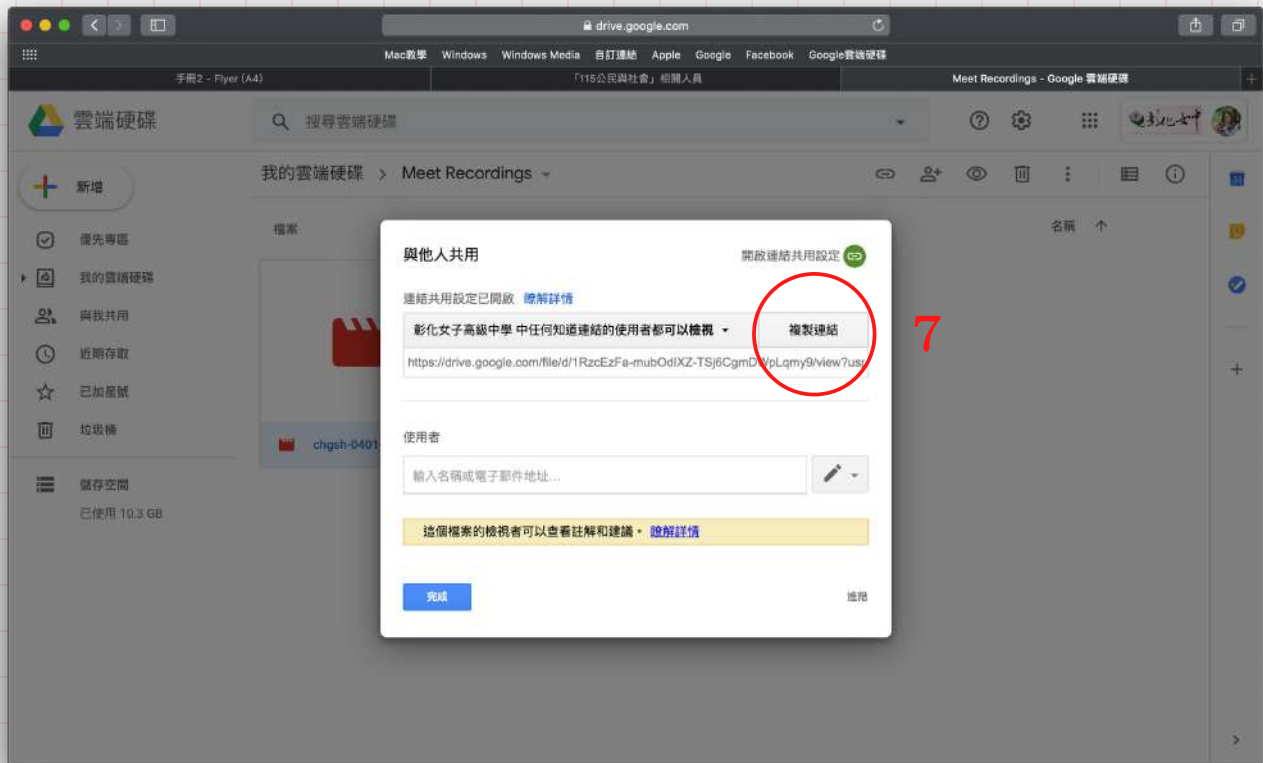 drive.google.com
Mac教學 Windows Windows Media 自訂連結 Apple Google Facebook Google雲端硬碟
手冊2 - Flyer (A4) 「115公民與社會」相關人員 Meet Recordings - Google 雲端硬碟
雲端硬碟 搜尋雲端硬碟
新增 我的雲端硬碟 > Meet Recordings
檔案 名稱 ↑
優先專區
我的雲端硬碟
與我共用
近期存取
已加星號
垃圾桶
儲存空間
已使用 10.3 GB
chgsh-0401
與他人共用 開啟連結共用設定
連結共用設定已開啟 瞭解詳情
彰化女子高級中學 中任何知道連結的使用者都可以檢視 複製連結
7
使用者
輸入名稱或電子郵件地址...
這個檔案的檢視者可以查看註解和建議。 瞭解詳情
完成 進階